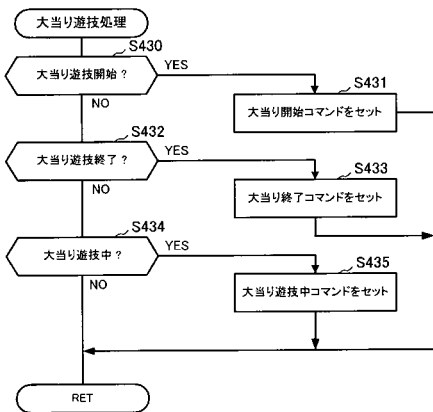 大当り遊技処理
S430
大当り遊技開始?
YES
NO
S431
大当り開始コマンドをセット
S432
大当り遊技終了?
YES
NO
S433
大当り終了コマンドをセット
S434
大当り遊技中?
YES
NO
S435
大当り遊技中コマンドをセット
RET